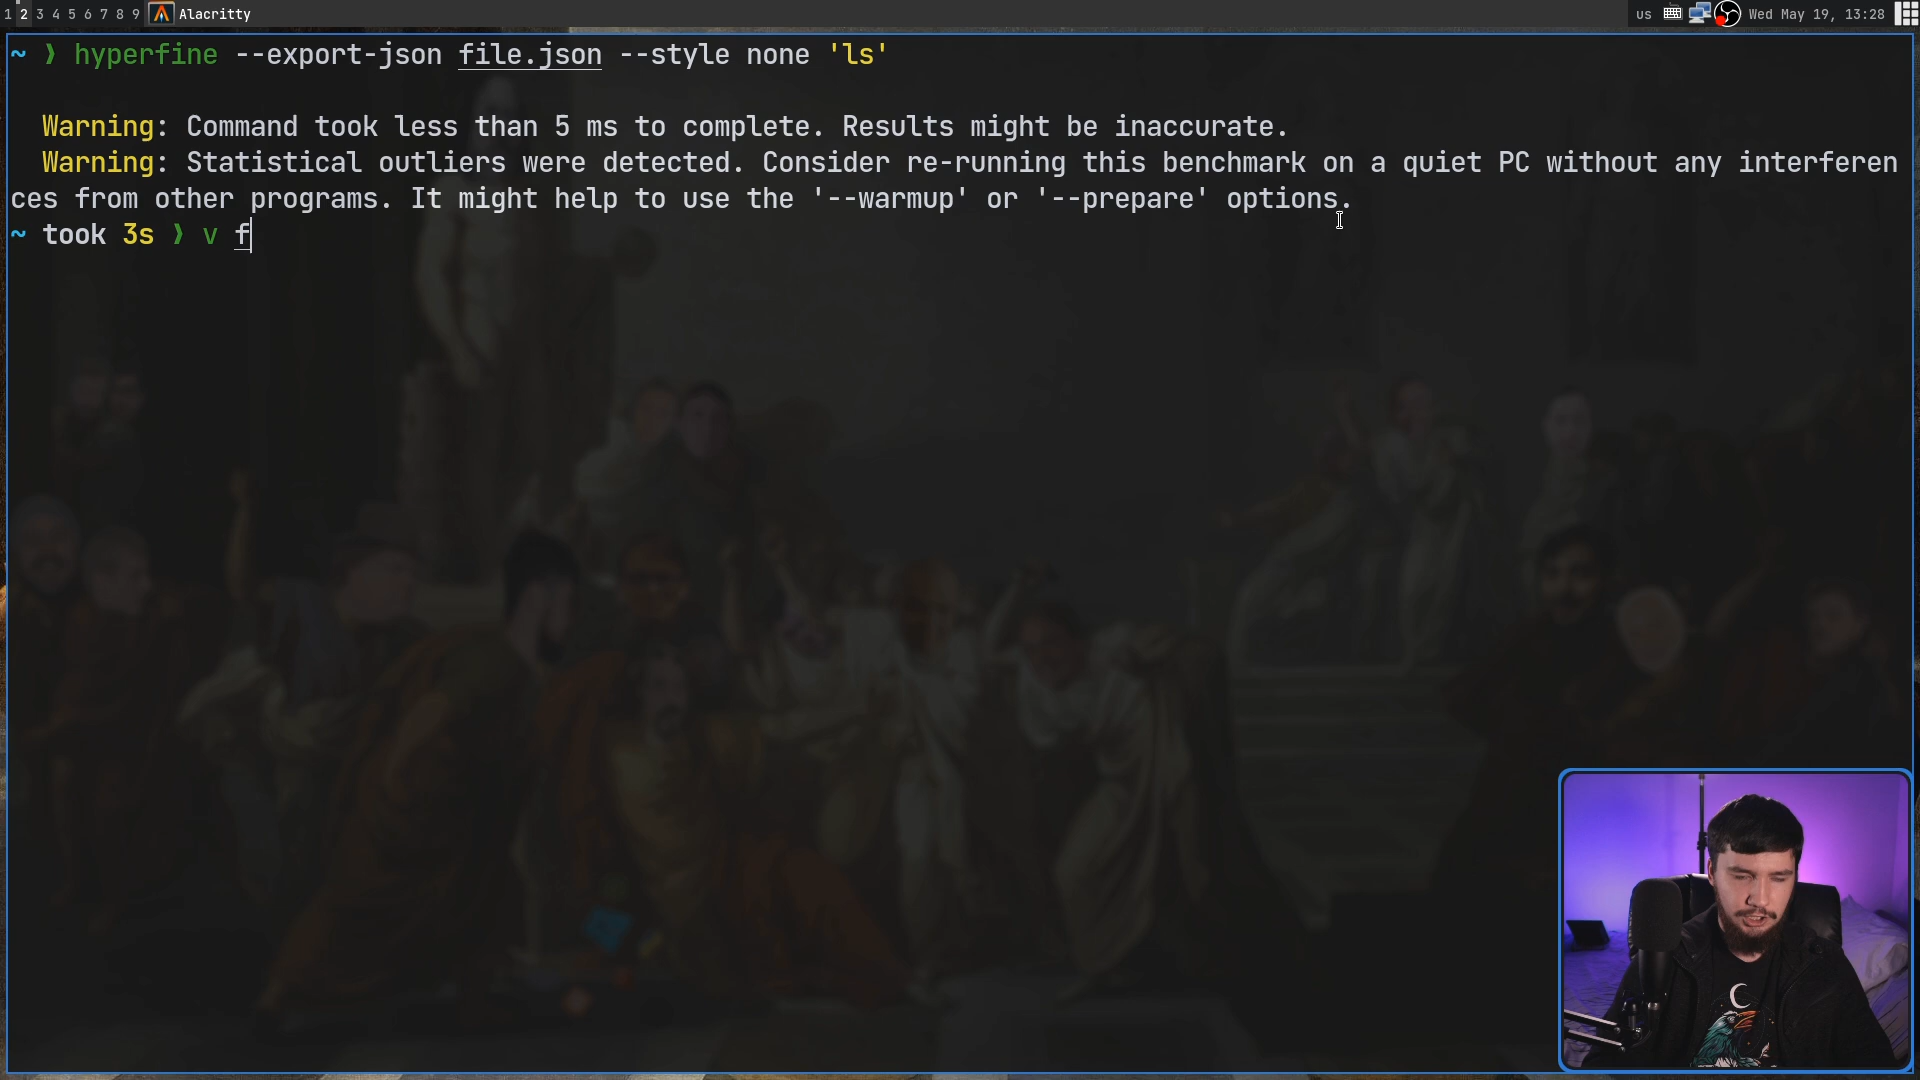 1 2 3 4 5 6 7 8 9 Alacritty us Wed May 19, 13:28
~ ❯ hyperfine --export-json file.json --style none 'ls'
Warning: Command took less than 5 ms to complete. Results might be inaccurate.
Warning: Statistical outliers were detected. Consider re-running this benchmark on a quiet PC without any interferen
ces from other programs. It might help to use the '--warmup' or '--prepare' options.
~ took 3s ❯ v f